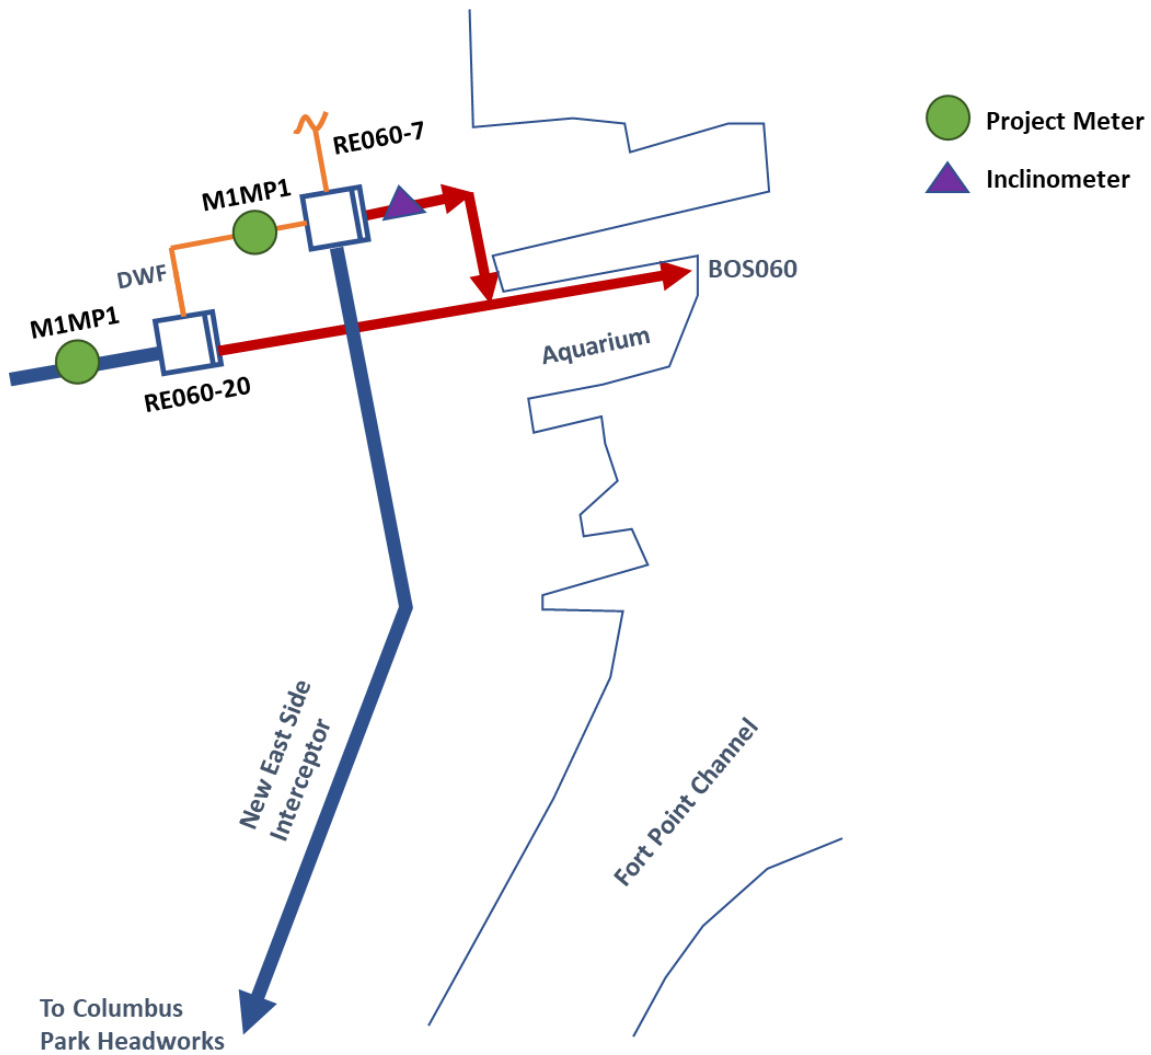 RE060-7
Project Meter
M1MP1
Inclinometer
DWF
BOS060
M1MP1
Aquarium
RE060-20
New East Side
Interceptor
Fort Point Channel
To Columbus
Park Headworks